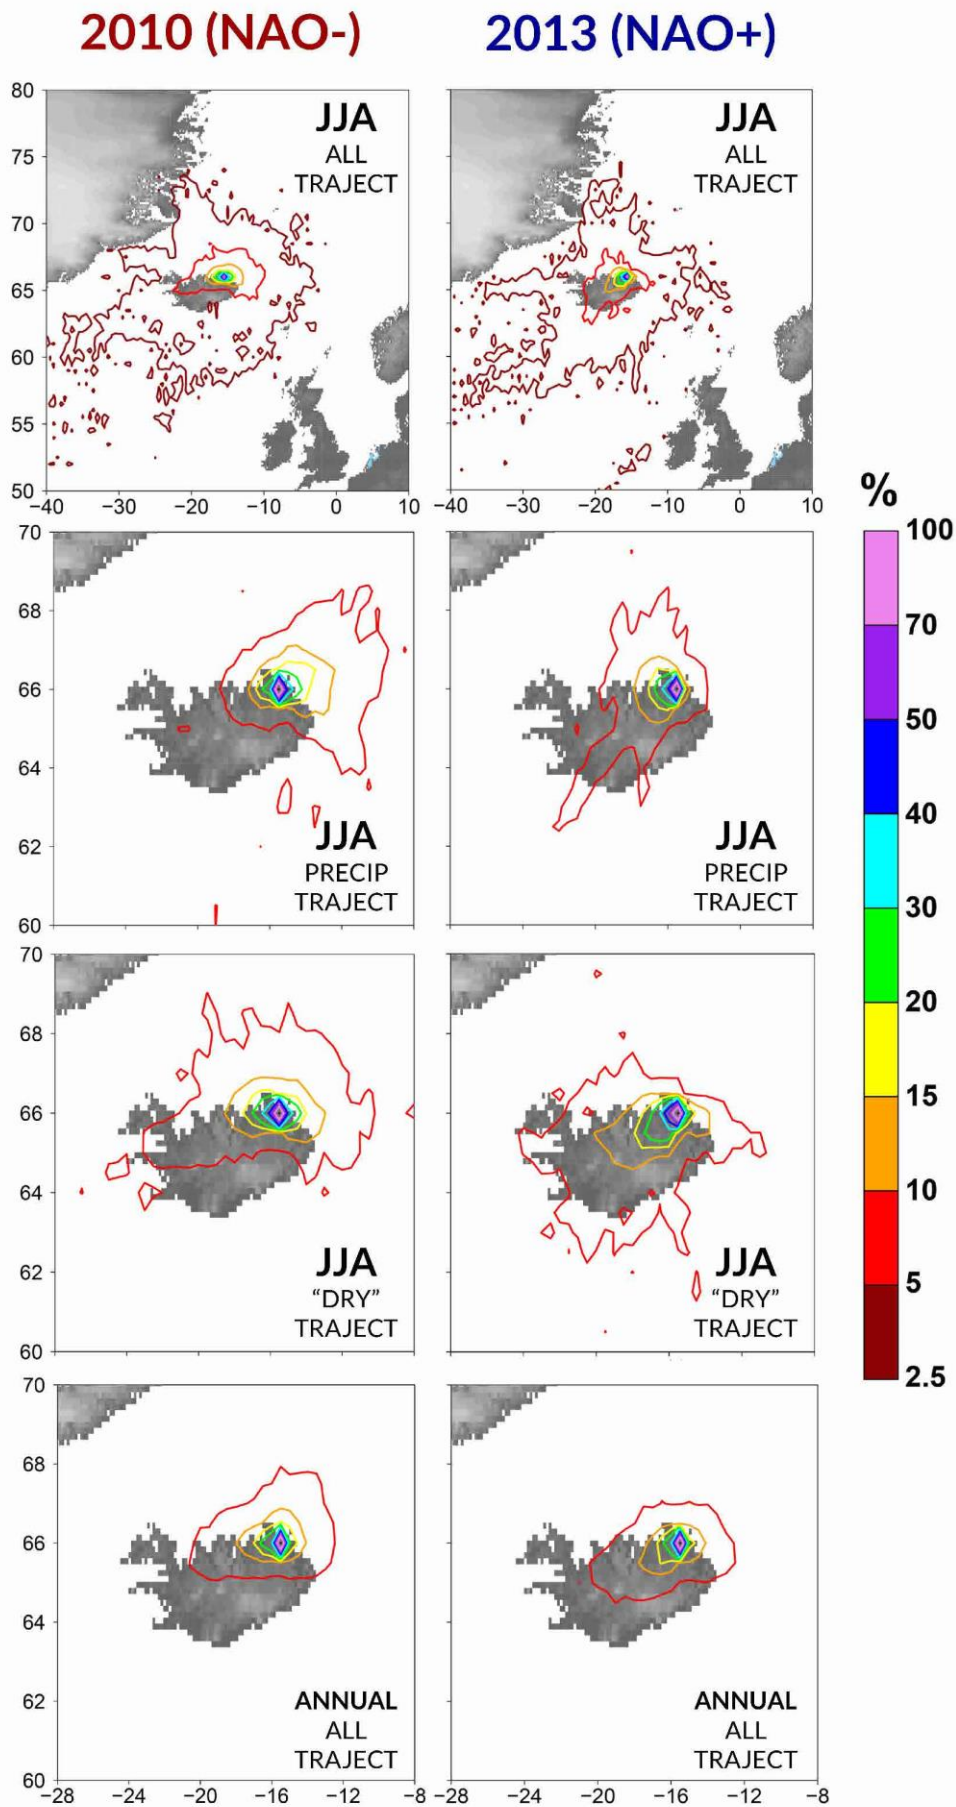 2010 (NAO-) 2013 (NAO+)
80
75
70
65
60
55
50
JJA
ALL
TRAJECT
JJA
ALL
TRAJECT
−40 −30 −20 −10 0 10
−40 −30 −20 −10 0 10
70
68
66
64
62
60
JJA
PRECIP
TRAJECT
JJA
PRECIP
TRAJECT
70
68
66
64
62
60
JJA
“DRY”
TRAJECT
JJA
“DRY”
TRAJECT
70
68
66
64
62
60
ANNUAL
ALL
TRAJECT
ANNUAL
ALL
TRAJECT
−28 −24 −20 −16 −12 −8
−28 −24 −20 −16 −12 −8
%
100
70
50
40
30
20
15
10
5
2.5